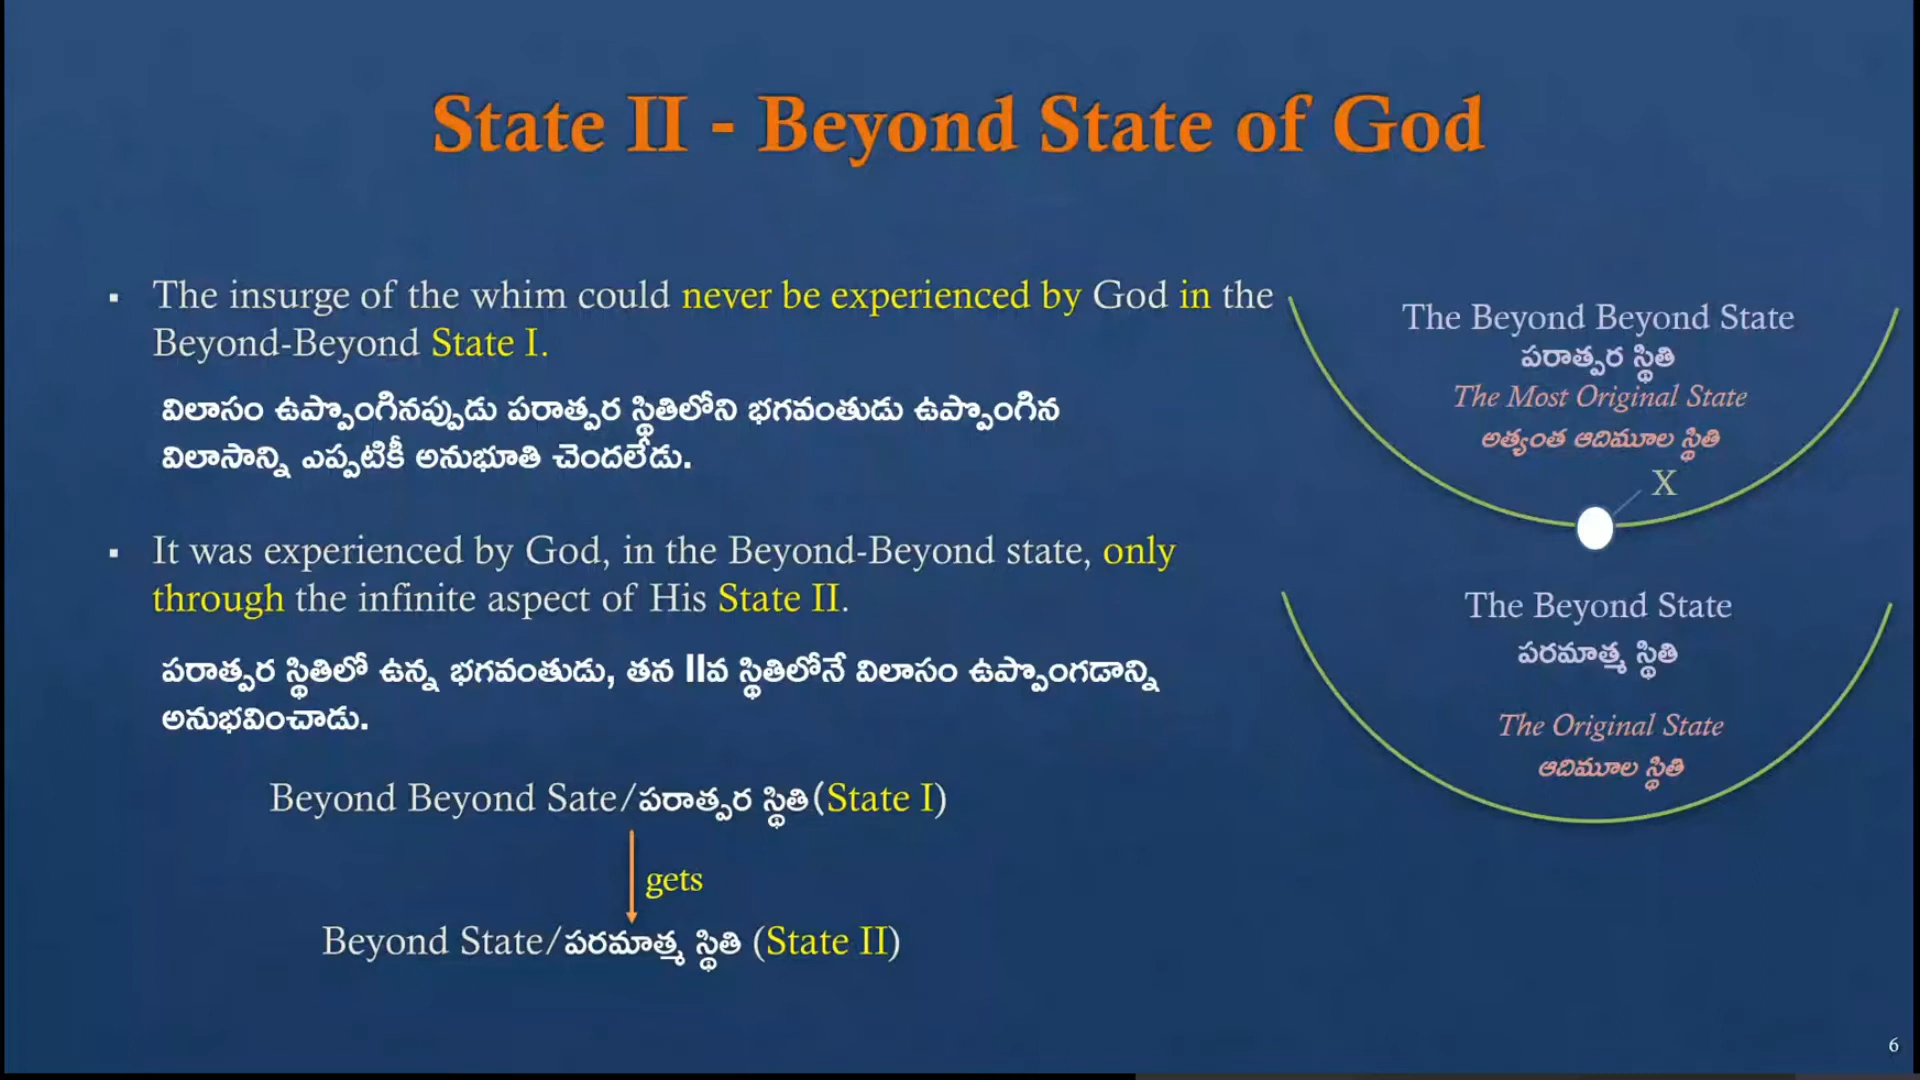 State II - Beyond State of God
▪ The insurge of the whim could never be experienced by God in the
Beyond-Beyond State I.
విలాసం ఉప్పొంగినప్పుడు పరాత్పర స్థితిలోని భగవంతుడు ఉప్పొంగిన
విలాసాన్ని ఎప్పటికీ అనుభూతి చెందలేడు.
▪ It was experienced by God, in the Beyond-Beyond state, only
through the infinite aspect of His State II.
పరాత్పర స్థితిలో ఉన్న భగవంతుడు, తన IIవ స్థితిలోనే విలాసం ఉప్పొంగడాన్ని
అనుభవించాడు.
Beyond Beyond Sate/పరాత్పర స్థితి(State I)
gets
Beyond State/పరమాత్మ స్థితి (State II)
The Beyond Beyond State
పరాత్పర స్థితి
The Most Original State
అత్యంత ఆదిమూల స్థితి
X
The Beyond State
పరమాత్మ స్థితి
The Original State
ఆదిమూల స్థితి
6